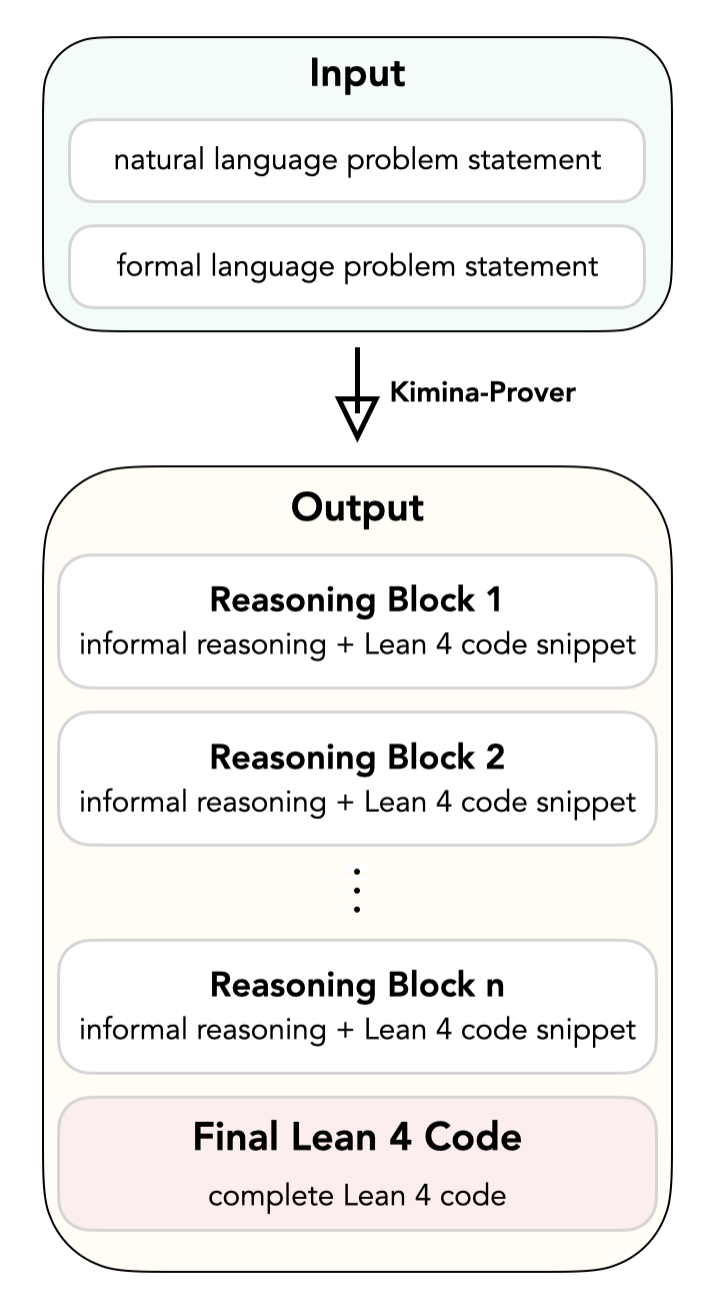 Input
natural language problem statement
formal language problem statement
Kimina-Prover
Output
Reasoning Block 1
informal reasoning + Lean 4 code snippet
Reasoning Block 2
informal reasoning + Lean 4 code snippet
⋮
Reasoning Block n
informal reasoning + Lean 4 code snippet
Final Lean 4 Code
complete Lean 4 code